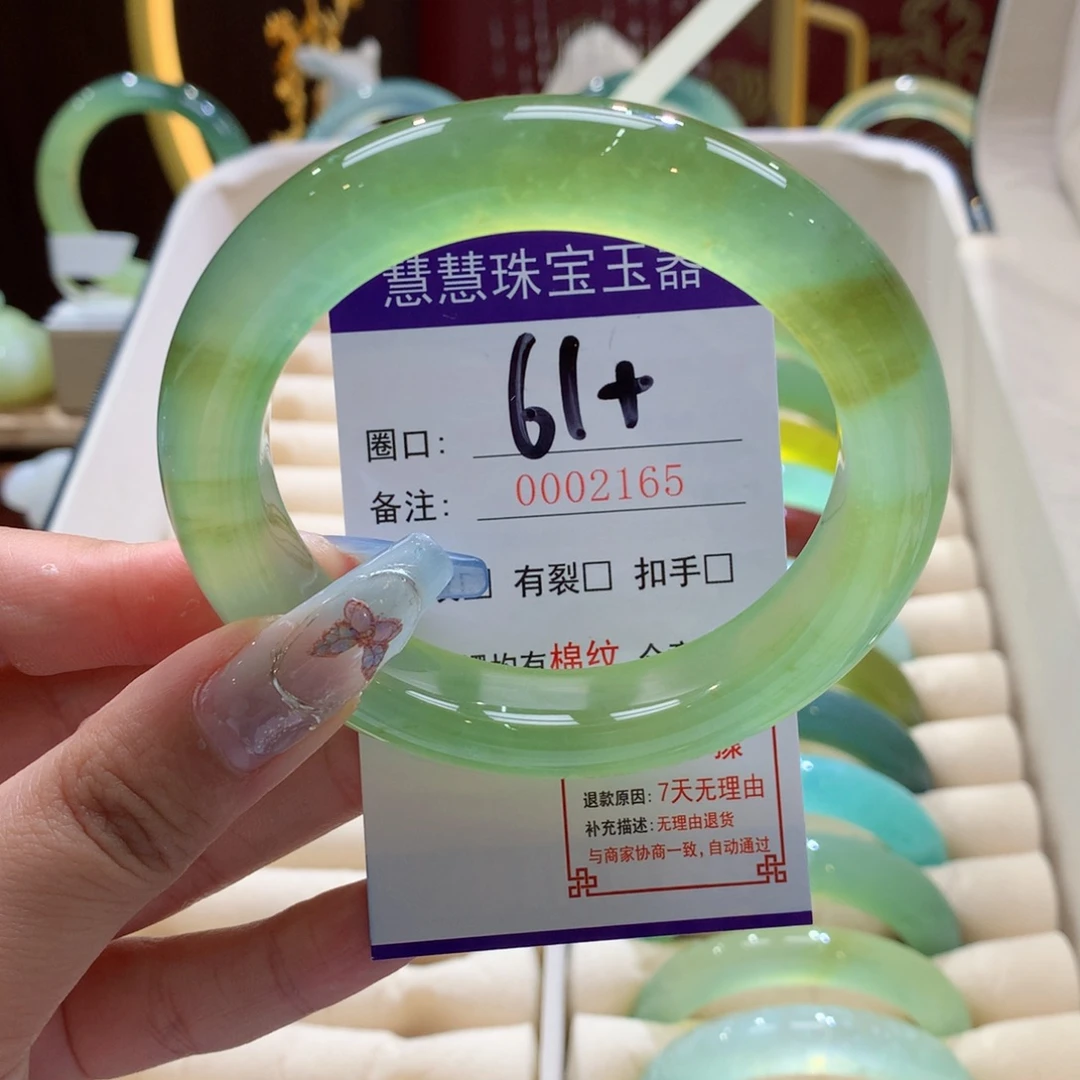 慧慧珠宝玉器
圈口: 61+
备注: 0002165
有裂□ 扣手□
均有棉纹
退款原因: 7天无理由
补充描述: 无理由退货
与商家协商一致, 自动通过